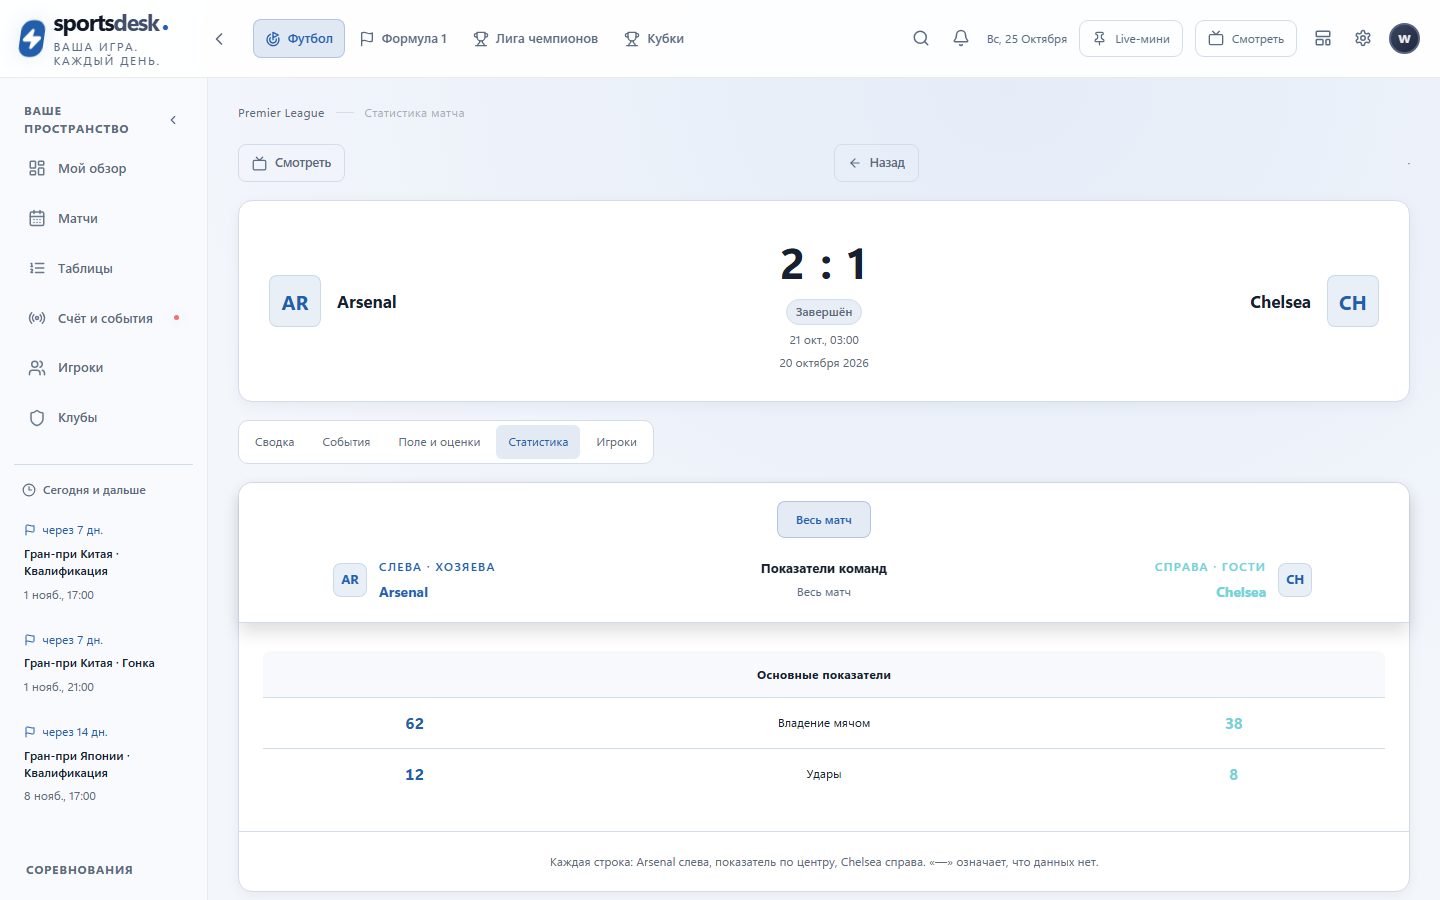 sportsdesk.
ВАША ИГРА.
КАЖДЫЙ ДЕНЬ.
Футбол
Формула 1
Лига чемпионов
Кубки
Вс, 25 Октября
Live-мини
Смотреть
W
ВАШЕ
ПРОСТРАНСТВО
Мой обзор
Матчи
Таблицы
Счёт и события
Игроки
Клубы
Сегодня и дальше
через 7 дн.
Гран-при Китая ·
Квалификация
1 нояб., 17:00
через 7 дн.
Гран-при Китая · Гонка
1 нояб., 21:00
через 14 дн.
Гран-при Японии ·
Квалификация
8 нояб., 17:00
СОРЕВНОВАНИЯ
Premier League — Статистика матча
Смотреть
Назад
·
AR
Arsenal
2 : 1
Завершён
21 окт., 03:00
20 октября 2026
Chelsea
CH
Сводка
События
Поле и оценки
Статистика
Игроки
Весь матч
AR
СЛЕВА · ХОЗЯЕВА
Arsenal
Показатели команд
Весь матч
СПРАВА · ГОСТИ
Chelsea
CH
Основные показатели
62 Владение мячом 38
12 Удары 8
Каждая строка: Arsenal слева, показатель по центру, Chelsea справа. «—» означает, что данных нет.